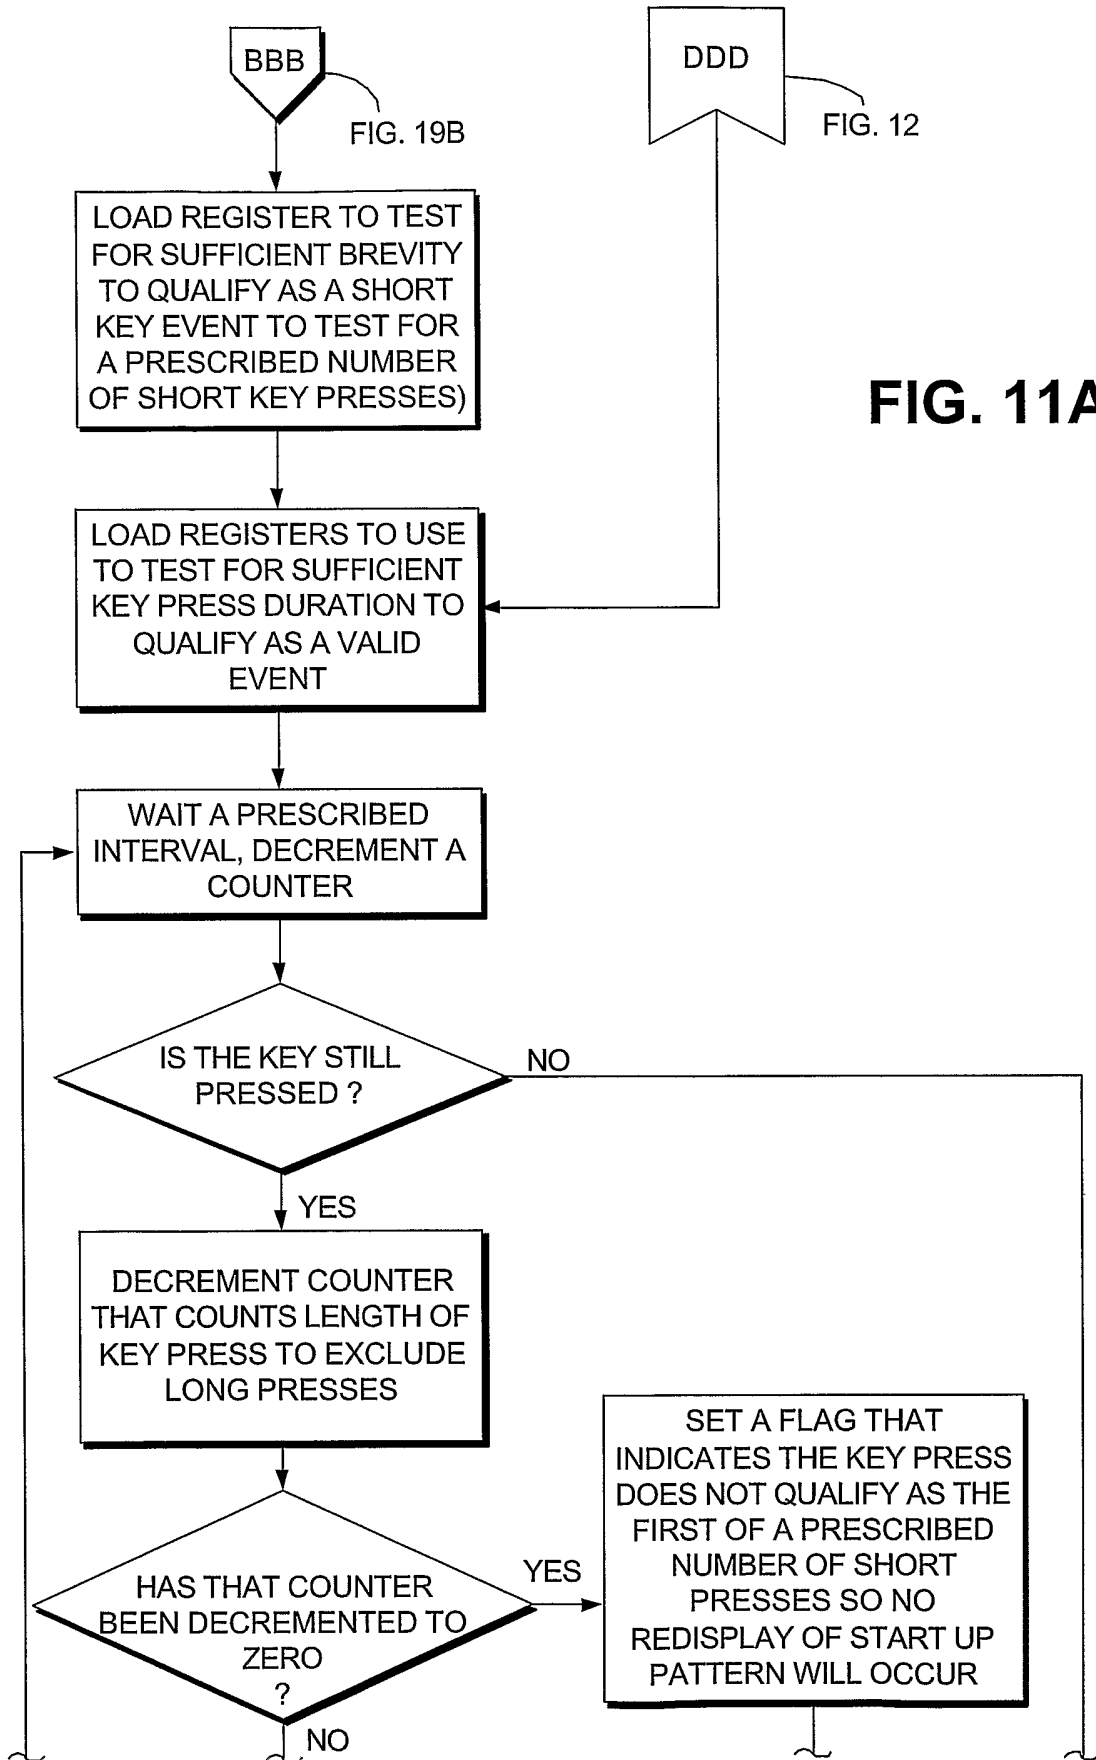 BBB
FIG. 19B
DDD
FIG. 12
LOAD REGISTER TO TEST
FOR SUFFICIENT BREVITY
TO QUALIFY AS A SHORT
KEY EVENT TO TEST FOR
A PRESCRIBED NUMBER
OF SHORT KEY PRESSES)
FIG. 11A
LOAD REGISTERS TO USE
TO TEST FOR SUFFICIENT
KEY PRESS DURATION TO
QUALIFY AS A VALID
EVENT
WAIT A PRESCRIBED
INTERVAL, DECREMENT A
COUNTER
IS THE KEY STILL
PRESSED ?
NO
YES
DECREMENT COUNTER
THAT COUNTS LENGTH OF
KEY PRESS TO EXCLUDE
LONG PRESSES
HAS THAT COUNTER
BEEN DECREMENTED TO
ZERO
?
YES
NO
SET A FLAG THAT
INDICATES THE KEY PRESS
DOES NOT QUALIFY AS THE
FIRST OF A PRESCRIBED
NUMBER OF SHORT
PRESSES SO NO
REDISPLAY OF START UP
PATTERN WILL OCCUR